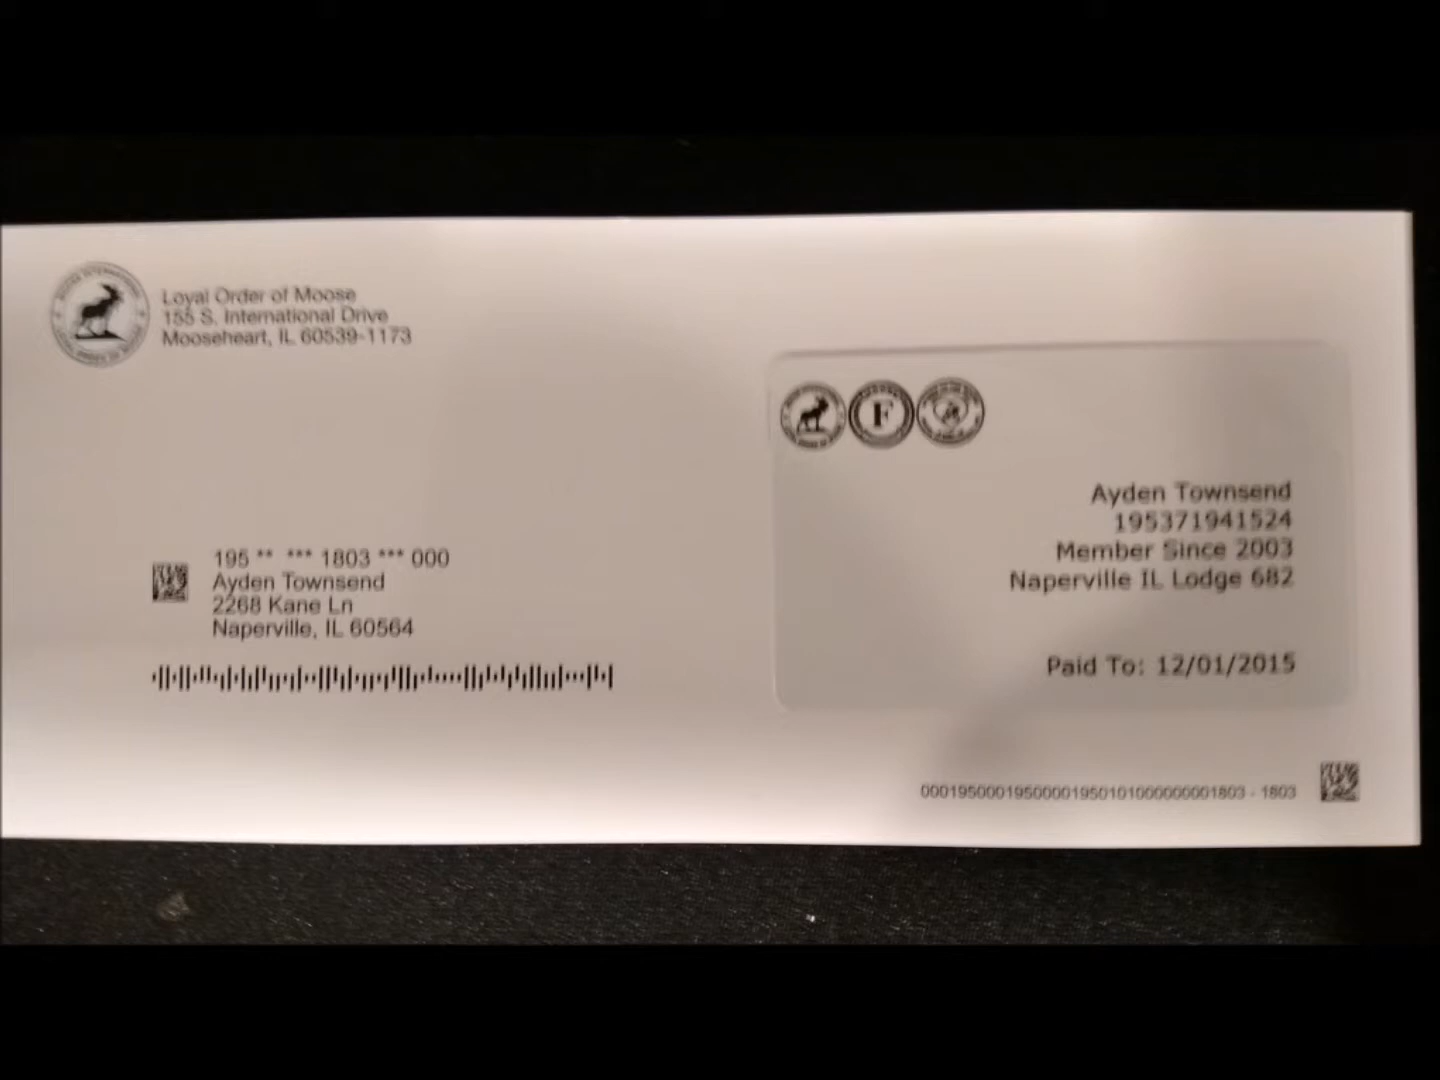 Loyal Order of Moose
155 S. International Drive
Mooseheart, IL 60539-1173
195 ** *** 1803 *** 000
Ayden Townsend
2268 Kane Ln
Naperville, IL 60564
F
Ayden Townsend
195371941524
Member Since 2003
Naperville IL Lodge 682
Paid To: 12/01/2015
- 1803